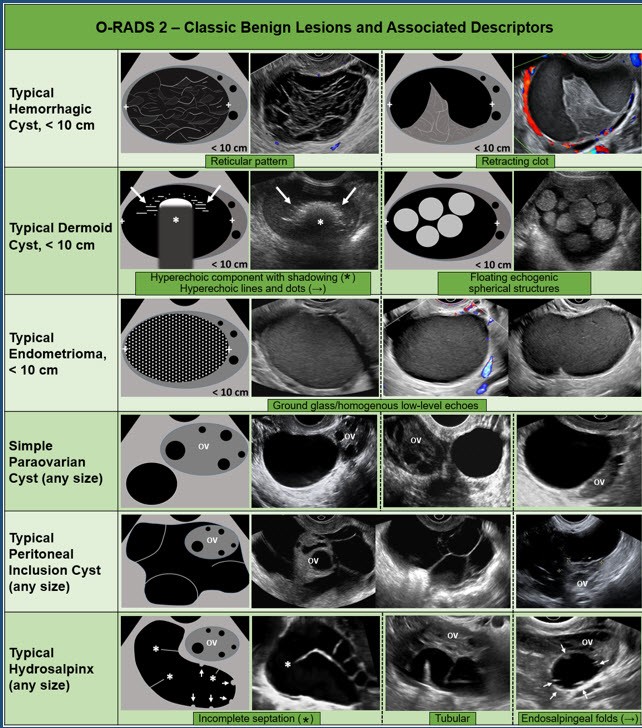 O-RADS 2 – Classic Benign Lesions and Associated Descriptors
Typical
Hemorrhagic
Cyst, < 10 cm
< 10 cm
< 10 cm
Reticular pattern
Retracting clot
Typical Dermoid
Cyst, < 10 cm
*
*
< 10 cm
< 10 cm
Hyperechoic component with shadowing (*)
Hyperechoic lines and dots (→)
Floating echogenic
spherical structures
Typical
Endometrioma,
< 10 cm
< 10 cm
Ground glass/homogenous low-level echoes
Simple
Paraovarian
Cyst (any size)
OV
OV
OV
OV
Typical
Peritoneal
Inclusion Cyst
(any size)
OV
OV
OV
Typical
Hydrosalpinx
(any size)
OV
*
*
*
*
*
OV
OV
Incomplete septation (*)
Tubular
Endosalpingeal folds (→)